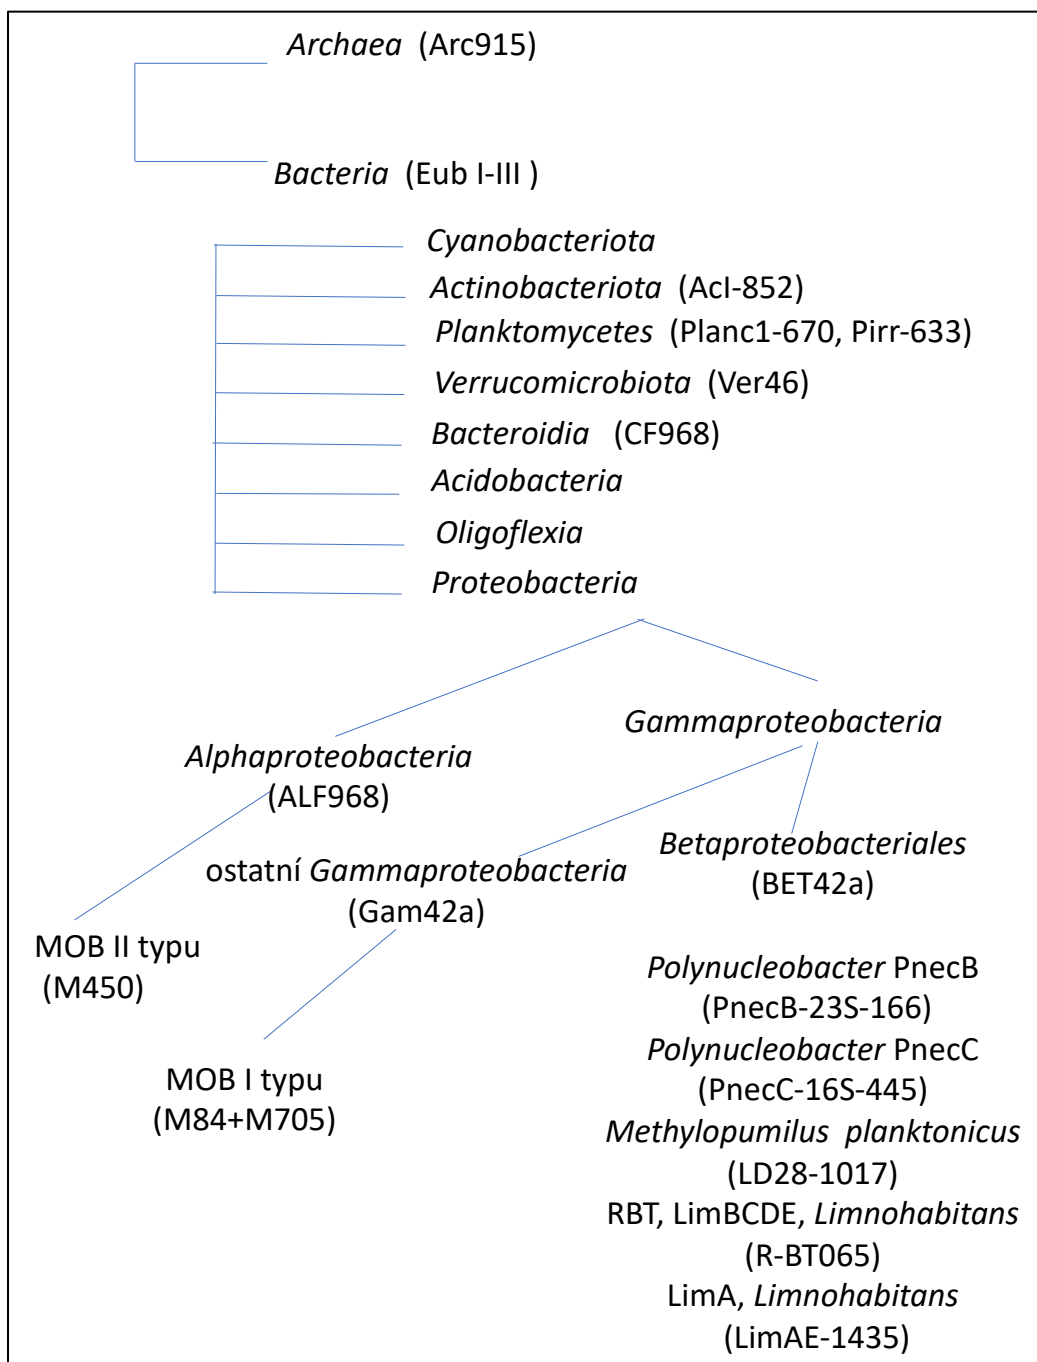 Archaea (Arc915)
Bacteria (Eub I-III )
Cyanobacteriota
Actinobacteriota (AcI-852)
Planktomycetes (Planc1-670, Pirr-633)
Verrucomicrobiota (Ver46)
Bacteroidia (CF968)
Acidobacteria
Oligoflexia
Proteobacteria
Gammaproteobacteria
Alphaproteobacteria
(ALF968)
Betaproteobacteriales
(BET42a)
ostatní Gammaproteobacteria
(Gam42a)
MOB II typu
(M450)
MOB I typu
(M84+M705)
Polynucleobacter PnecB
(PnecB-23S-166)
Polynucleobacter PnecC
(PnecC-16S-445)
Methylopumilus planktonicus
(LD28-1017)
RBT, LimBCDE, Limnohabitans
(R-BT065)
LimA, Limnohabitans
(LimAE-1435)